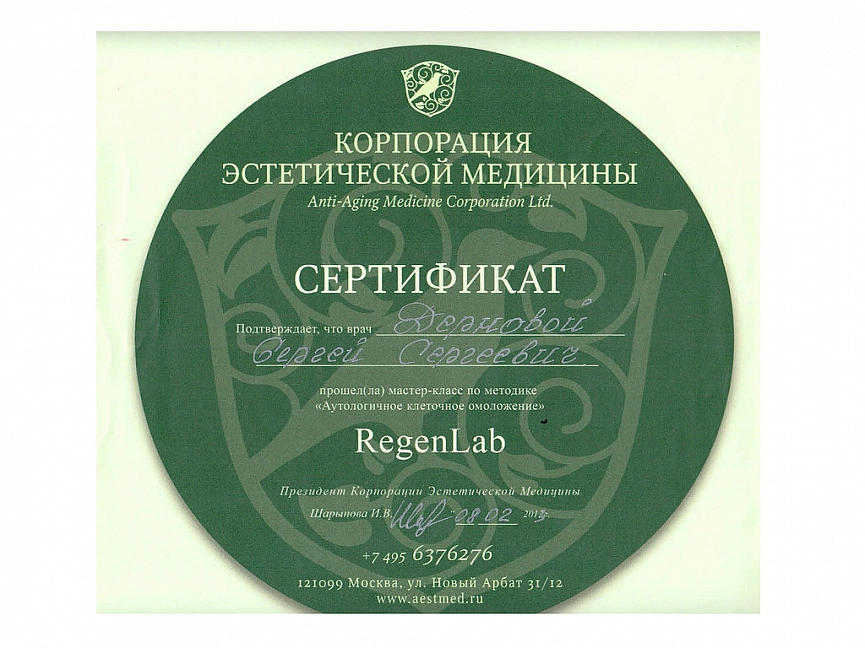 КОРПОРАЦИЯ
ЭСТЕТИЧЕСКОЙ МЕДИЦИНЫ
Anti-Aging Medicine Corporation Ltd.
СЕРТИФИКАТ
Подтверждает, что врач Дерновой
Сергей Сергеевич
прошел(ла) мастер-класс по методике
«Аутологичное клеточное омоложение»
RegenLab
Президент Корпорации Эстетической Медицины
Шарыпова И.В. "08 02 2013г.
+7 495 6376276
121099 Москва, ул. Новый Арбат 31/12
www.aestmed.ru